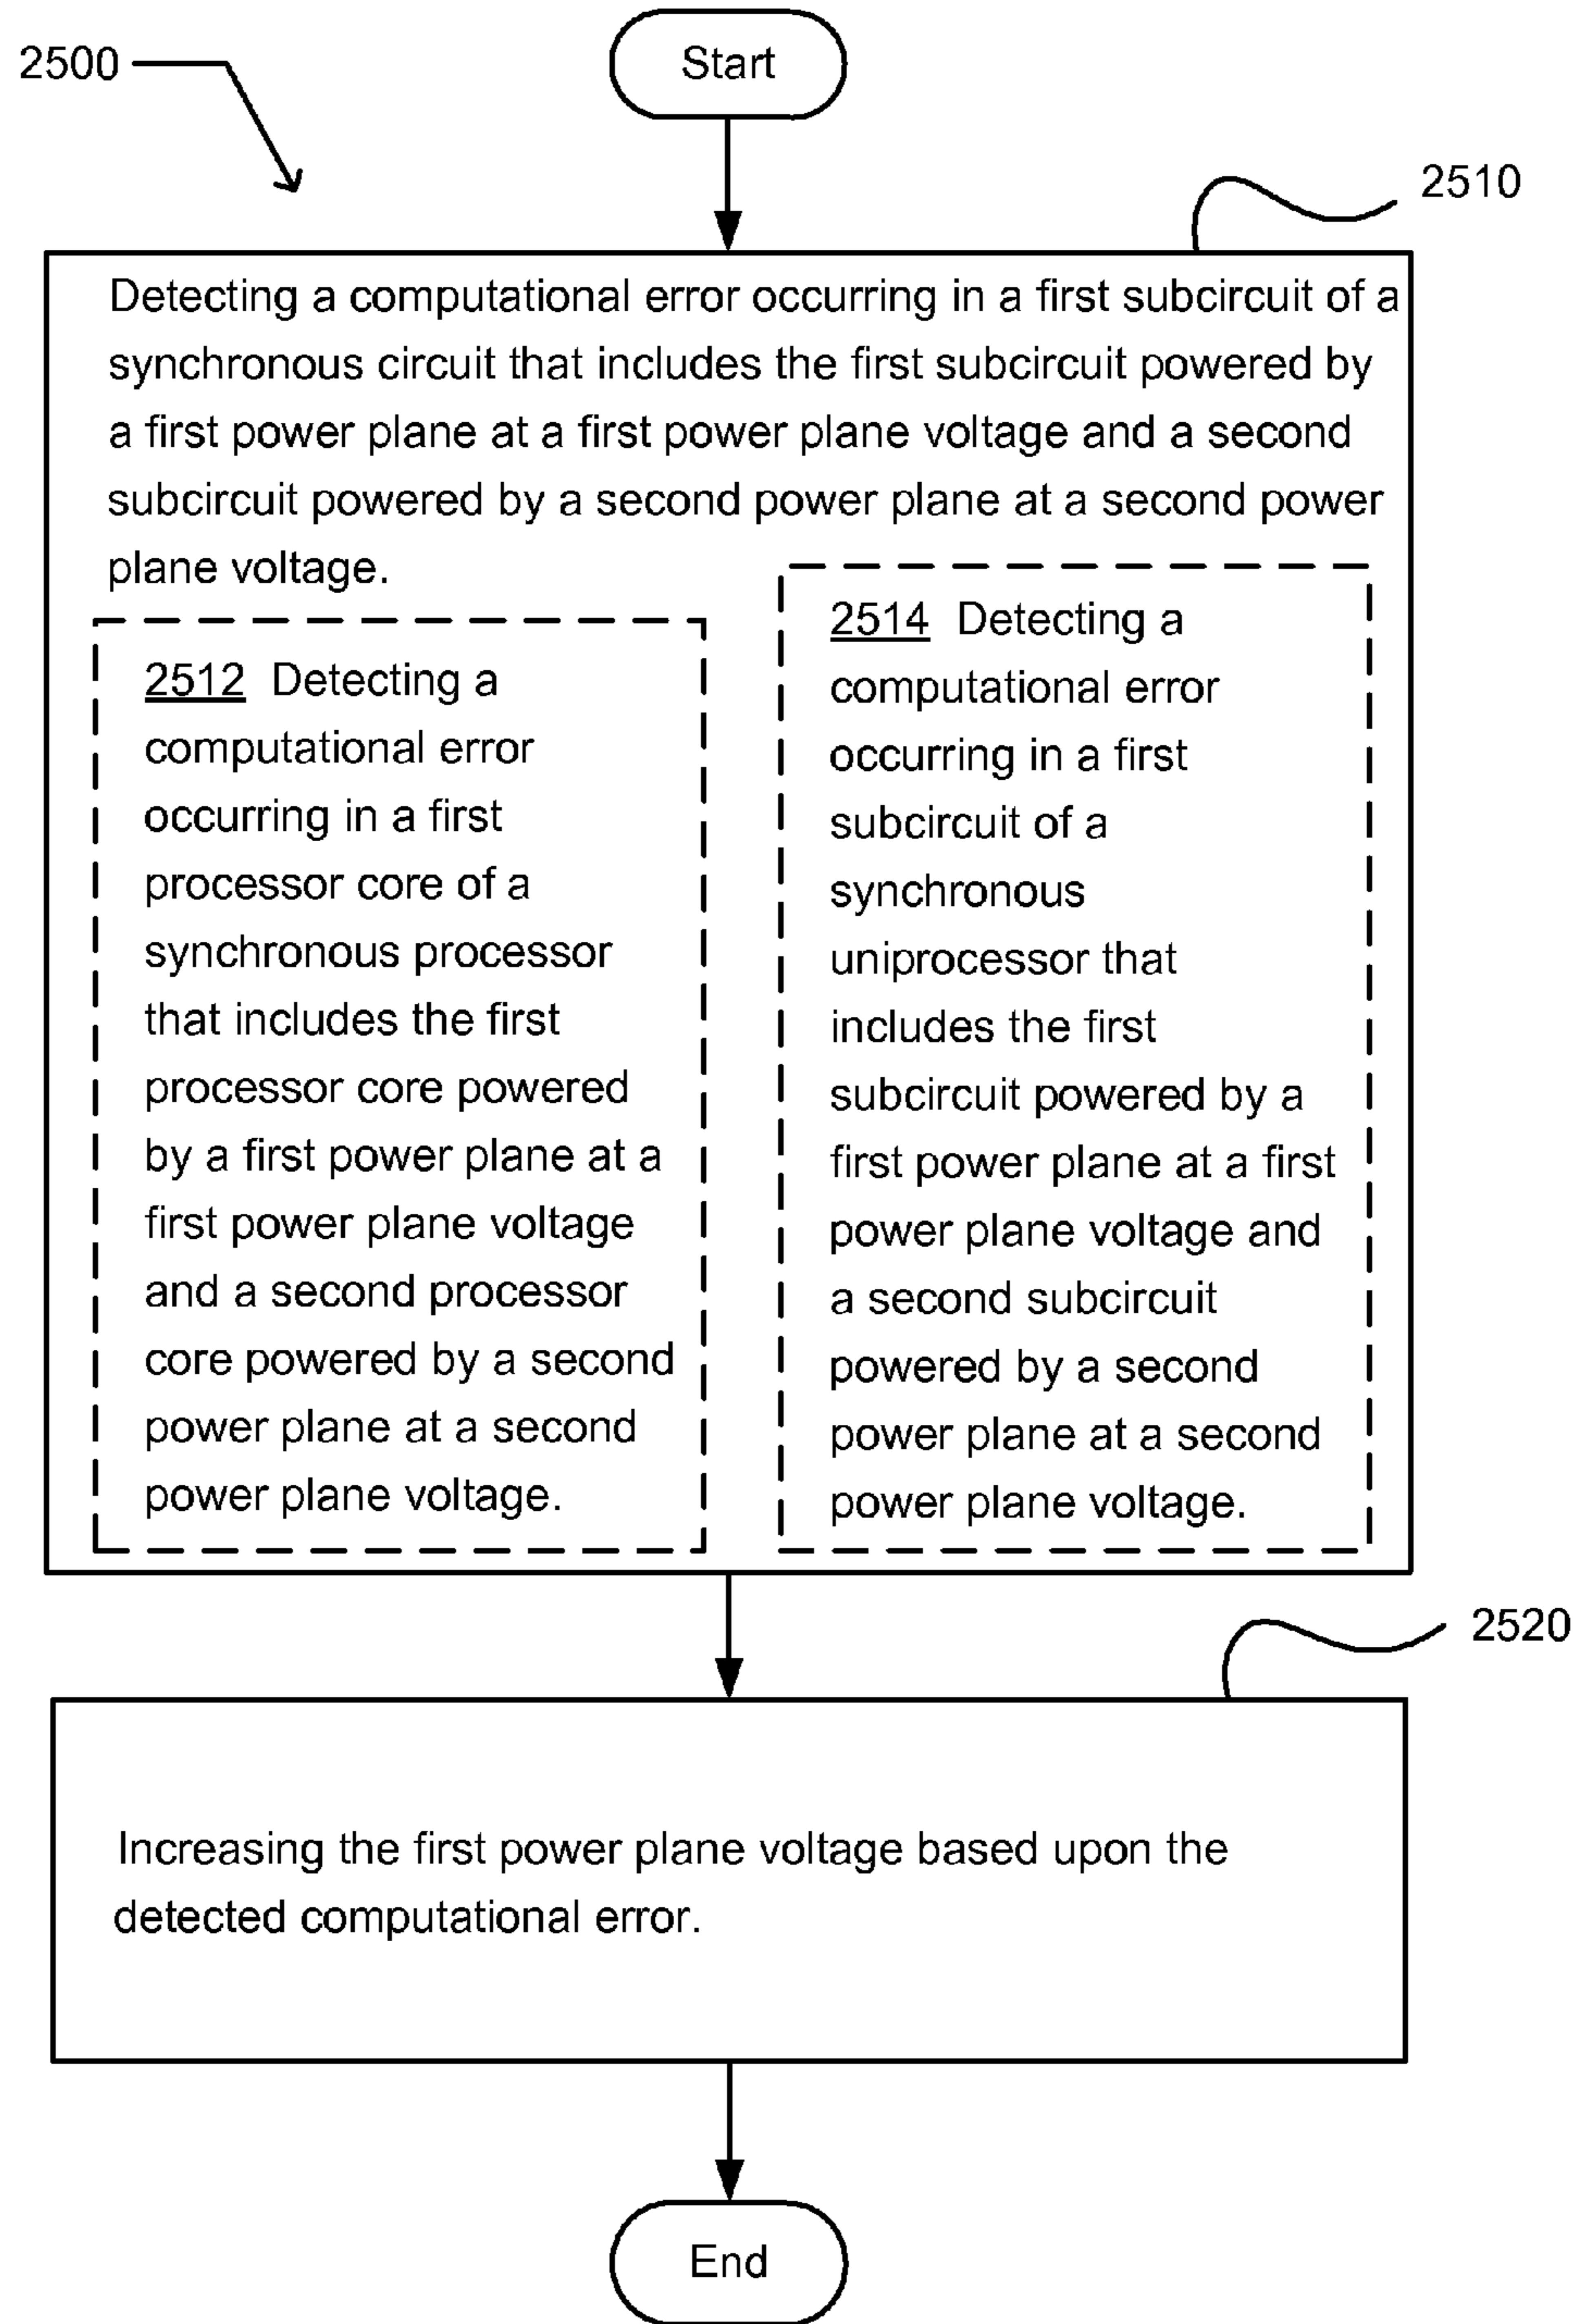 2500
Start
2510
Detecting a computational error occurring in a first subcircuit of a
synchronous circuit that includes the first subcircuit powered by
a first power plane at a first power plane voltage and a second
subcircuit powered by a second power plane at a second power
plane voltage.
2512 Detecting a
computational error
occurring in a first
processor core of a
synchronous processor
that includes the first
processor core powered
by a first power plane at a
first power plane voltage
and a second processor
core powered by a second
power plane at a second
power plane voltage.
2514 Detecting a
computational error
occurring in a first
subcircuit of a
synchronous
uniprocessor that
includes the first
subcircuit powered by a
first power plane at a first
power plane voltage and
a second subcircuit
powered by a second
power plane at a second
power plane voltage.
2520
Increasing the first power plane voltage based upon the
detected computational error.
End